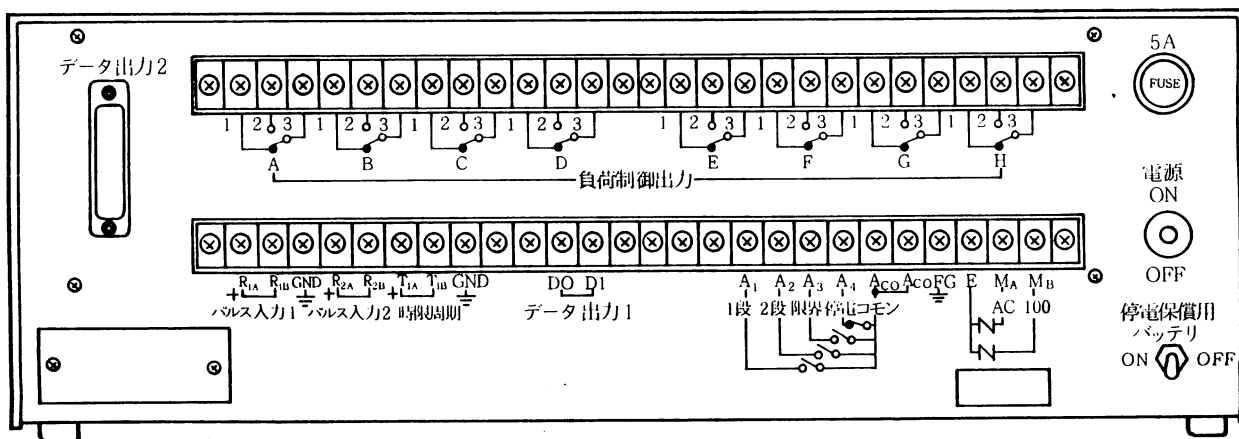 データ出力2
5A
FUSE
1 2 3 1 2 3 1 2 3 1 2 3 1 2 3 1 2 3 1 2 3 1 2 3
A B C D E F G H
負荷制御出力
電源
ON
OFF
R1A R1B GND R2A R2B T1A T1B GND DO D1 A1 A2 A3 A4 ACO ACO FG E MA MB
+ + +
パルス入力1 パルス入力2 時限周期 データ出力1 1段 2段 限界 停電 コモン AC 100
停電保償用
バッテリ
ON OFF